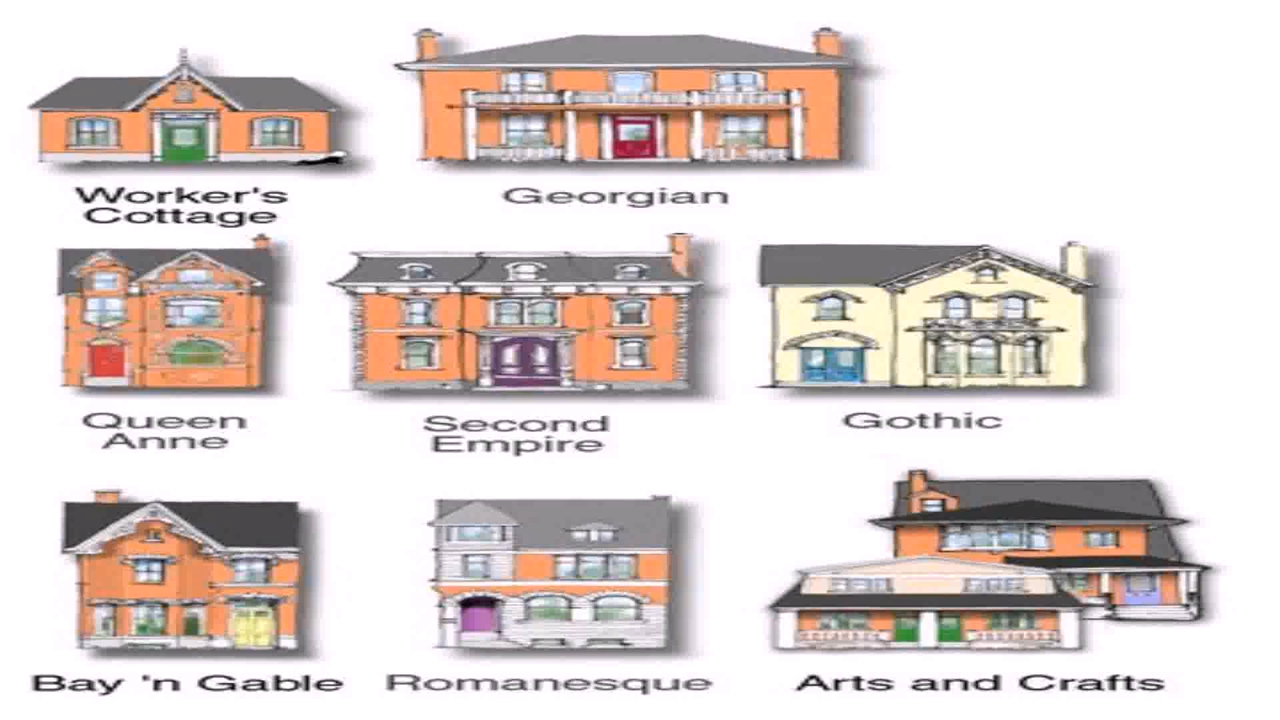 Worker's
Cottage
Georgian
Queen
Anne
Second
Empire
Gothic
Bay 'n Gable
Romanesque
Arts and Crafts